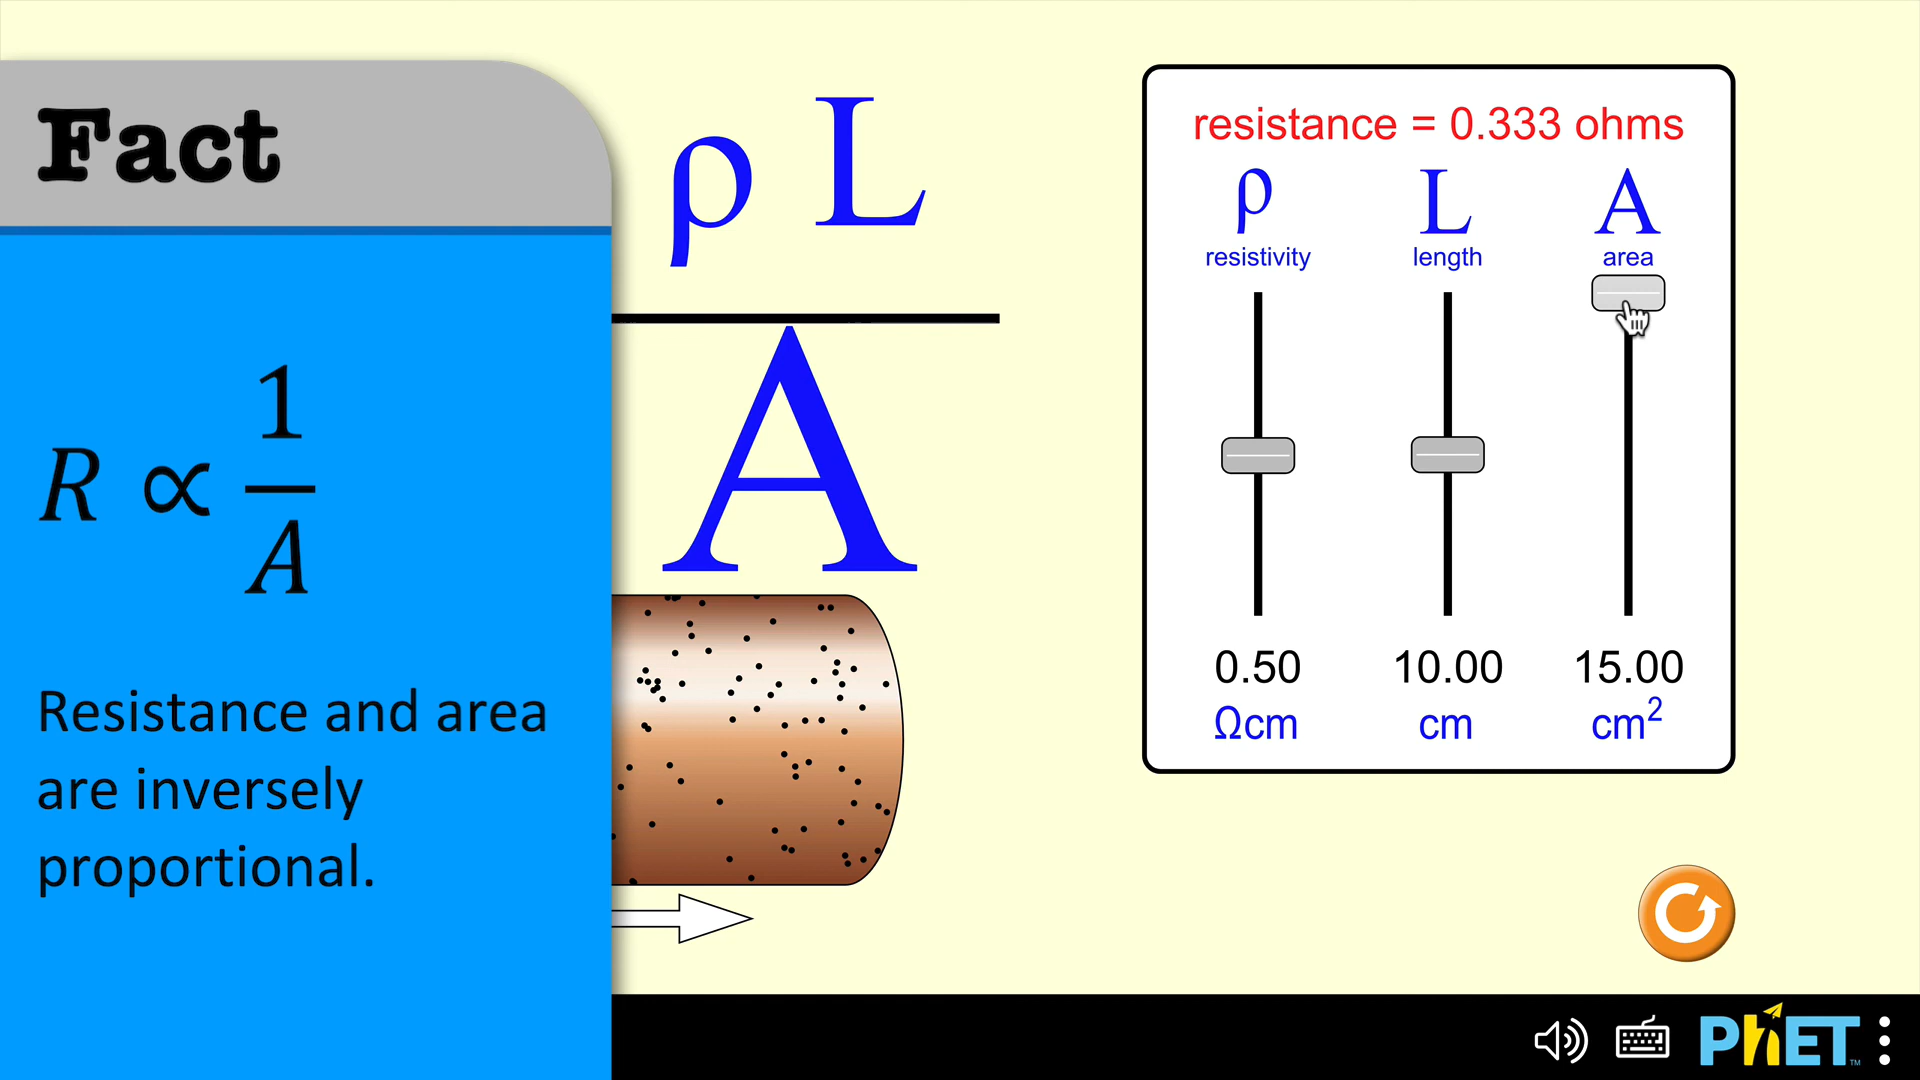 Fact
R ∝ 1/A
Resistance and area
are inversely
proportional.
ρ L
A
resistance = 0.333 ohms
ρ L A
resistivity length area
0.50 10.00 15.00
Ωcm cm cm²
PhET™